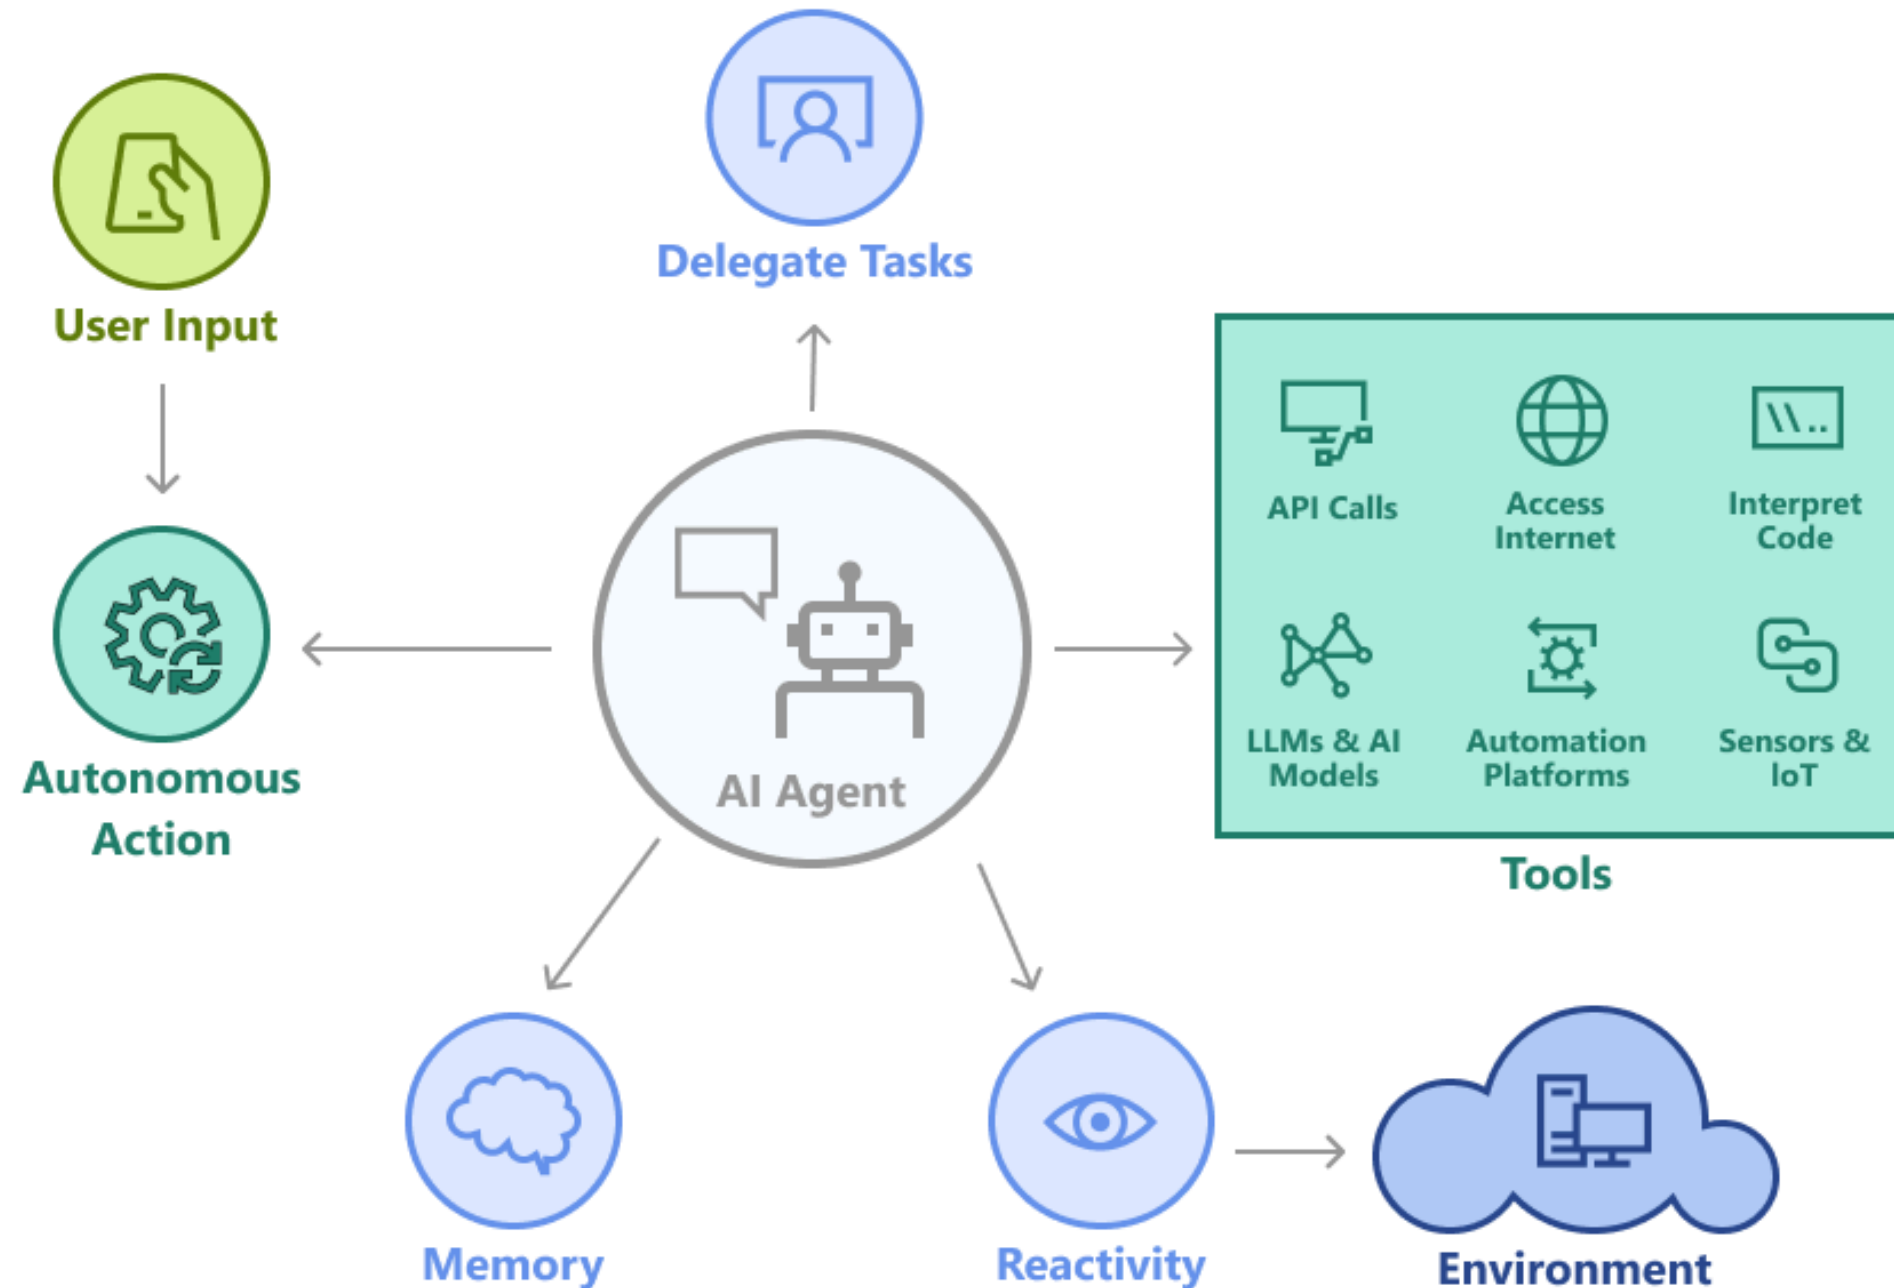 Delegate Tasks
User Input
API Calls
Access
Internet
Interpret
Code
LLMs & AI
Models
Automation
Platforms
Sensors &
IoT
Tools
AI Agent
Autonomous
Action
Memory
Reactivity
Environment